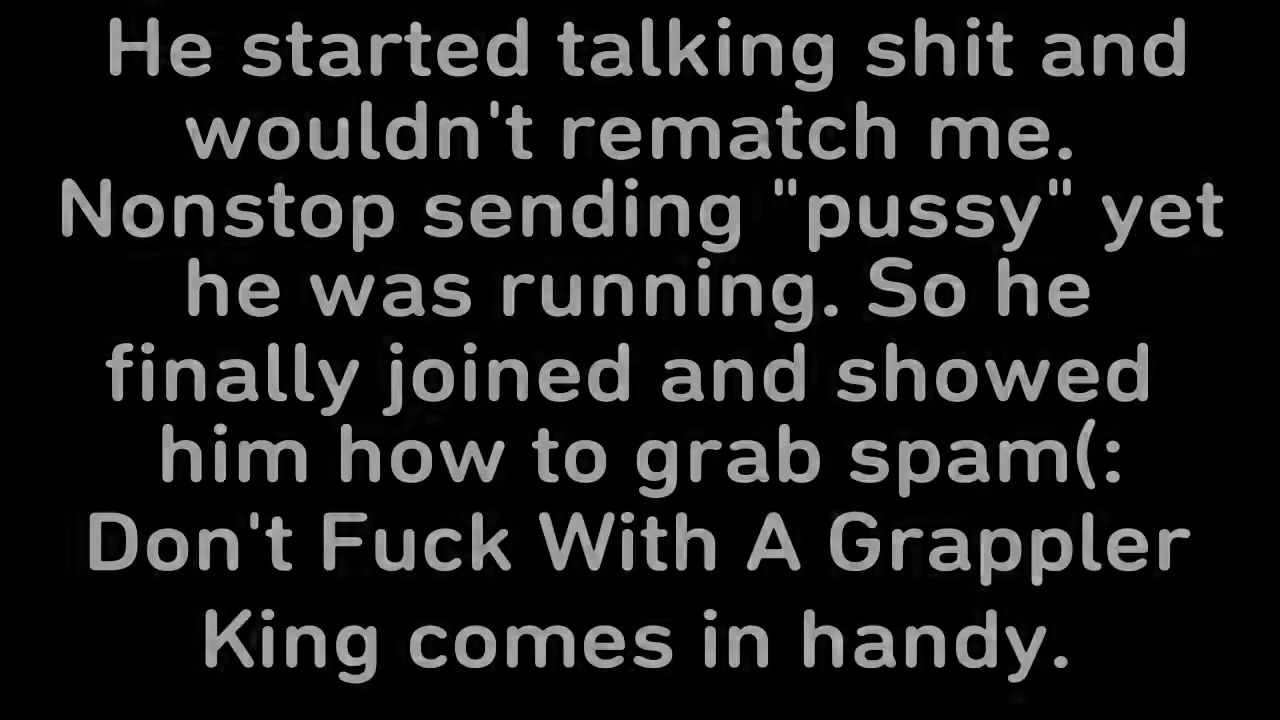 He started talking shit and
wouldn't rematch me.
Nonstop sending "pussy" yet
he was running. So he
finally joined and showed
him how to grab spam(:
Don't Fuck With A Grappler
King comes in handy.